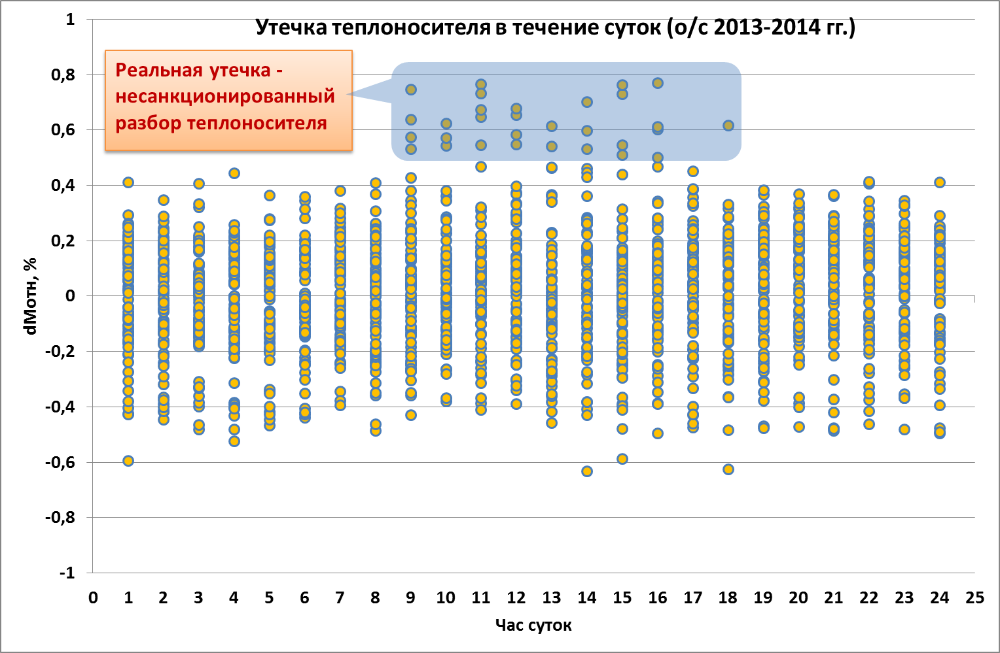 Утечка теплоносителя в течение суток (о/с 2013-2014 гг.)
Реальная утечка -
несанкционированный
разбор теплоносителя
dMотн, %
1
0,8
0,6
0,4
0,2
0
-0,2
-0,4
-0,6
-0,8
-1
0 1 2 3 4 5 6 7 8 9 10 11 12 13 14 15 16 17 18 19 20 21 22 23 24 25
Час суток